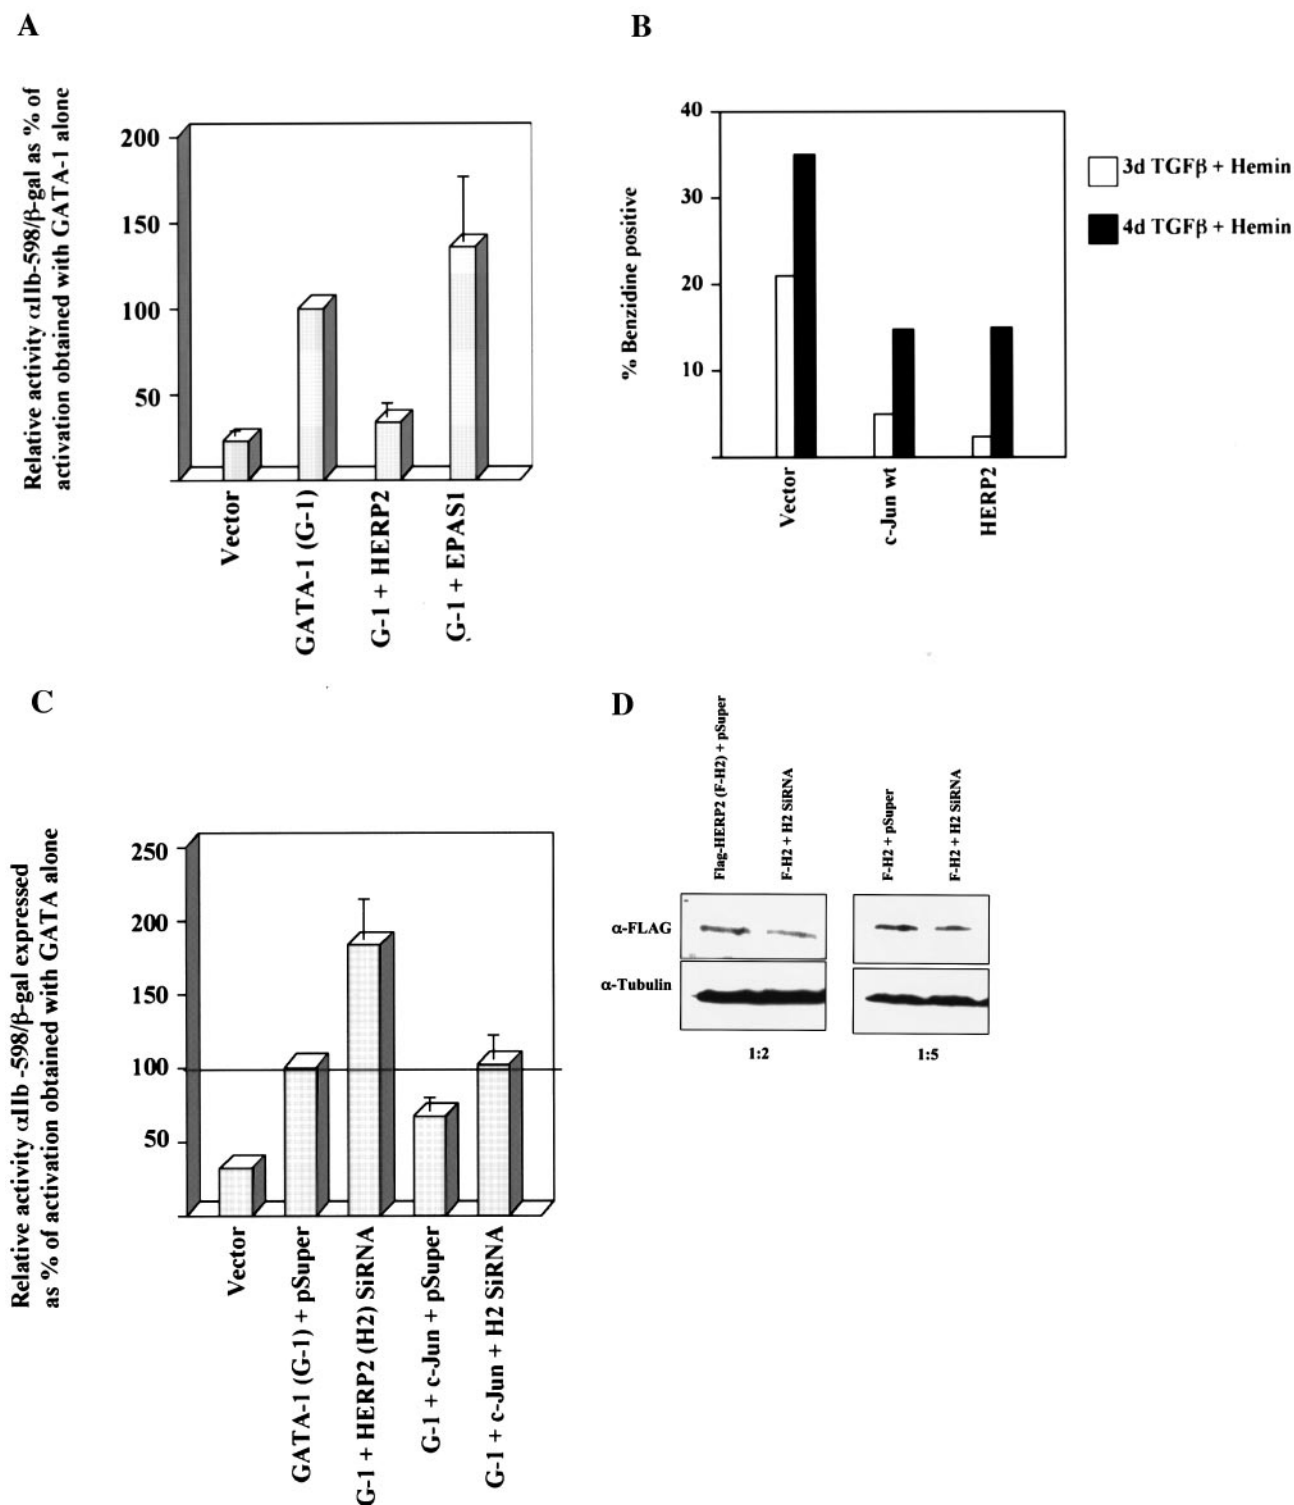 A
Relative activity αIIb-598/β-gal as % of
activation obtained with GATA-1 alone
200
150
100
50
Vector
GATA-1 (G-1)
G-1 + HERP2
G-1 + EPAS1
B
% Benzidine positive
40
30
20
10
Vector
c-Jun wt
HERP2
3d TGFβ + Hemin
4d TGFβ + Hemin
C
Relative activity αIIb -598/β-gal expressed
as % of activation obtained with GATA alone
250
200
150
100
50
Vector
GATA-1 (G-1) + pSuper
G-1 + HERP2 (H2) SiRNA
G-1 + c-Jun + pSuper
G-1 + c-Jun + H2 SiRNA
D
Flag-HERP2 (F-H2) + pSuper
F-H2 + H2 SiRNA
F-H2 + pSuper
F-H2 + H2 SiRNA
α-FLAG
α-Tubulin
1:2
1:5